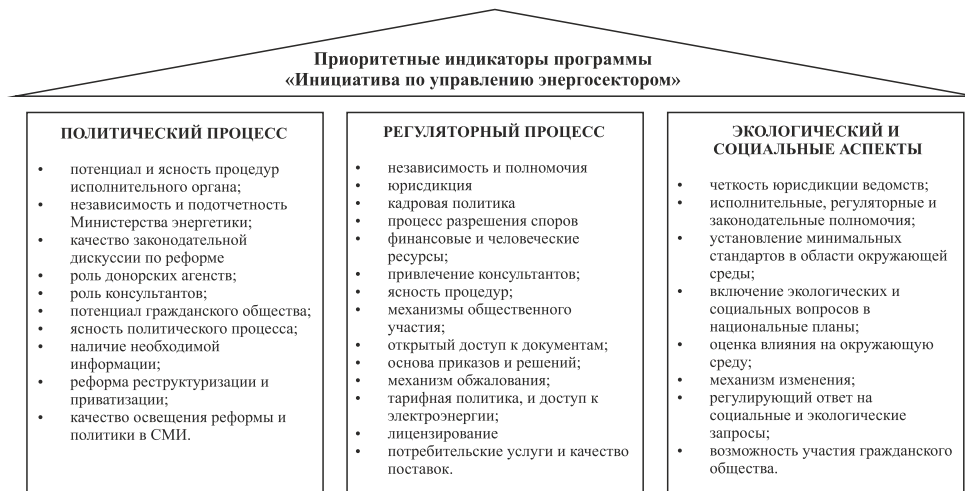 Приоритетные индикаторы программы
«Инициатива по управлению энергосектором»
ПОЛИТИЧЕСКИЙ ПРОЦЕСС
• потенциал и ясность процедур
исполнительного органа;
• независимость и подотчетность
Министерства энергетики;
• качество законодательной
дискуссии по реформе
• роль донорских агенств;
• роль консультантов;
• потенциал гражданского общества;
• ясность политического процесса;
• наличие необходимой
информации;
• реформа реструктуризации и
приватизации;
• качество освещения реформы и
политики в СМИ.
РЕГУЛЯТОРНЫЙ ПРОЦЕСС
• независимость и полномочия
• юрисдикция
• кадровая политика
• процесс разрешения споров
• финансовые и человеческие
ресурсы;
• привлечение консультантов;
• ясность процедур;
• механизмы общественного
участия;
• открытый доступ к документам;
• основа приказов и решений;
• механизм обжалования;
• тарифная политика, и доступ к
электроэнергии;
• лицензирование
• потребительские услуги и качество
поставок.
ЭКОЛОГИЧЕСКИЙ И
СОЦИАЛЬНЫЕ АСПЕКТЫ
• четкость юрисдикции ведомств;
• исполнительные, регуляторные и
законодательные полномочия;
• установление минимальных
стандартов в области окружающей
среды;
• включение экологических и
социальных вопросов в
национальные планы;
• оценка влияния на окружающую
среду;
• механизм изменения;
• регулирующий ответ на
социальные и экологические
запросы;
• возможность участия гражданского
общества.